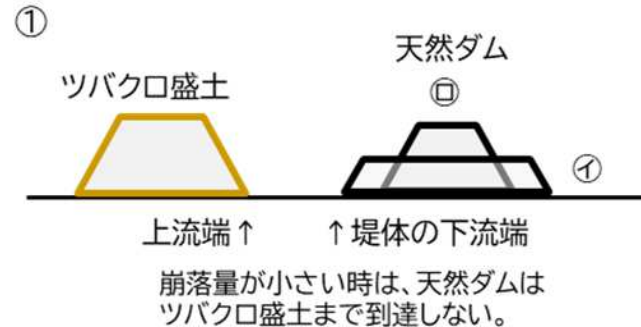 ①
天然ダム
ツバクロ盛土
㋺
㋑
上流端↑
↑堤体の下流端
崩落量が小さい時は、天然ダムは
ツバクロ盛土まで到達しない。